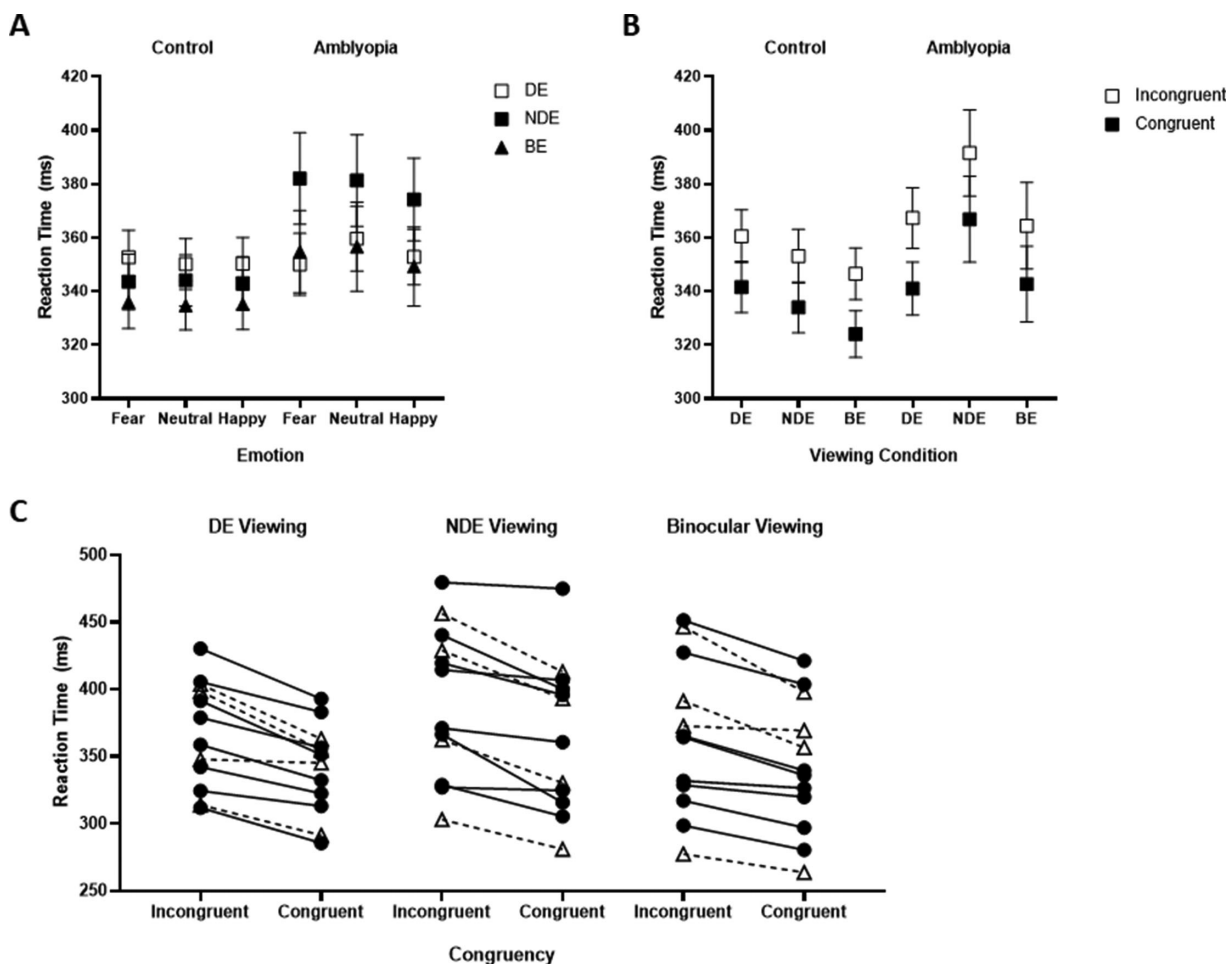 A
Control Amblyopia
420
400
380
360
340
320
300
Reaction Time (ms)
Fear Neutral Happy Fear Neutral Happy
Emotion
DE
NDE
BE
B
Control Amblyopia
420
400
380
360
340
320
300
Reaction Time (ms)
DE NDE BE DE NDE BE
Viewing Condition
Incongruent
Congruent
C
DE Viewing NDE Viewing Binocular Viewing
500
450
400
350
300
250
Reaction Time (ms)
Incongruent Congruent Incongruent Congruent Incongruent Congruent
Congruency